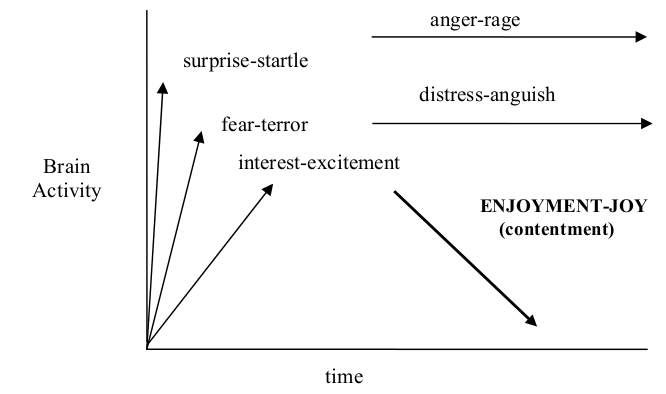 anger-rage
surprise-startle
distress-anguish
fear-terror
interest-excitement
Brain
Activity
ENJOYMENT-JOY
(contentment)
time